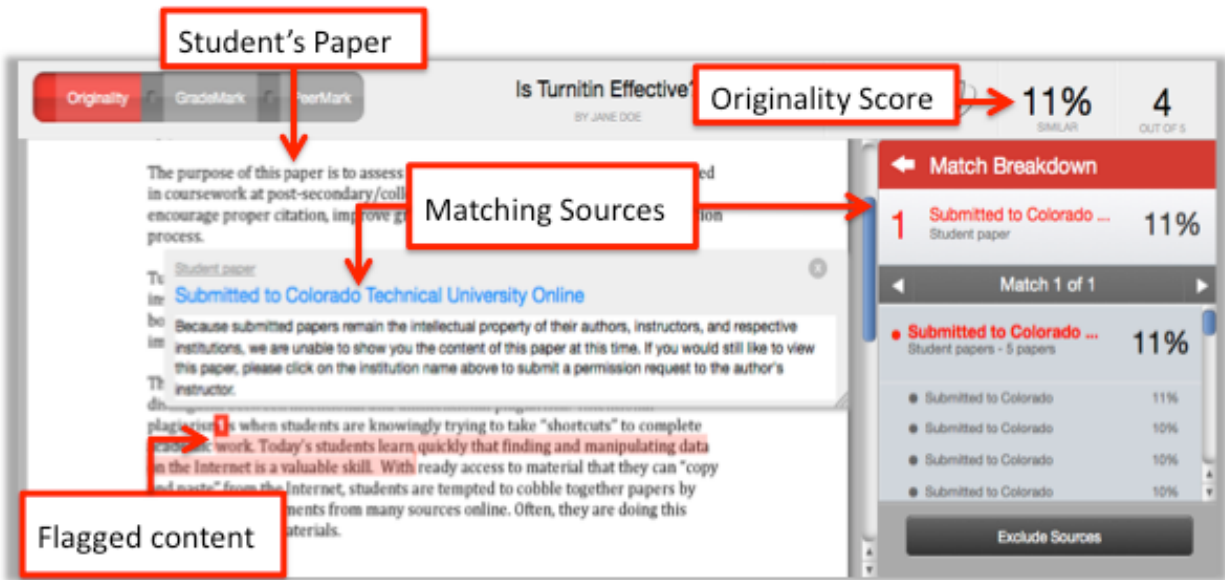 Student's Paper
Originality
GradeMark
PeerMark
Is Turnitin Effective?
BY JANE DOE
Originality Score
11%
SIMILAR
4
OUT OF 5
The purpose of this paper is to assess
in coursework at post-secondary/
encourage proper citation, improve
process.
Matching Sources
Student paper
Submitted to Colorado Technical University Online
Because submitted papers remain the intellectual property of their authors, instructors, and respective
institutions, we are unable to show you the content of this paper at this time. If you would still like to view
this paper, please click on the institution name above to submit a permission request to the author's
instructor.
plagiarism is when students are knowingly trying to take "shortcuts" to complete
academic work. Today's students learn quickly that finding and manipulating data
on the Internet is a valuable skill. With ready access to material that they can "copy
and paste" from the Internet, students are tempted to cobble together papers by
from many sources online. Often, they are doing this
Flagged content
Match Breakdown
1 Submitted to Colorado ... 11%
Student paper
Match 1 of 1
Submitted to Colorado ... 11%
Student papers - 5 papers
Submitted to Colorado 11%
Submitted to Colorado 10%
Submitted to Colorado 10%
Submitted to Colorado 10%
Exclude Sources